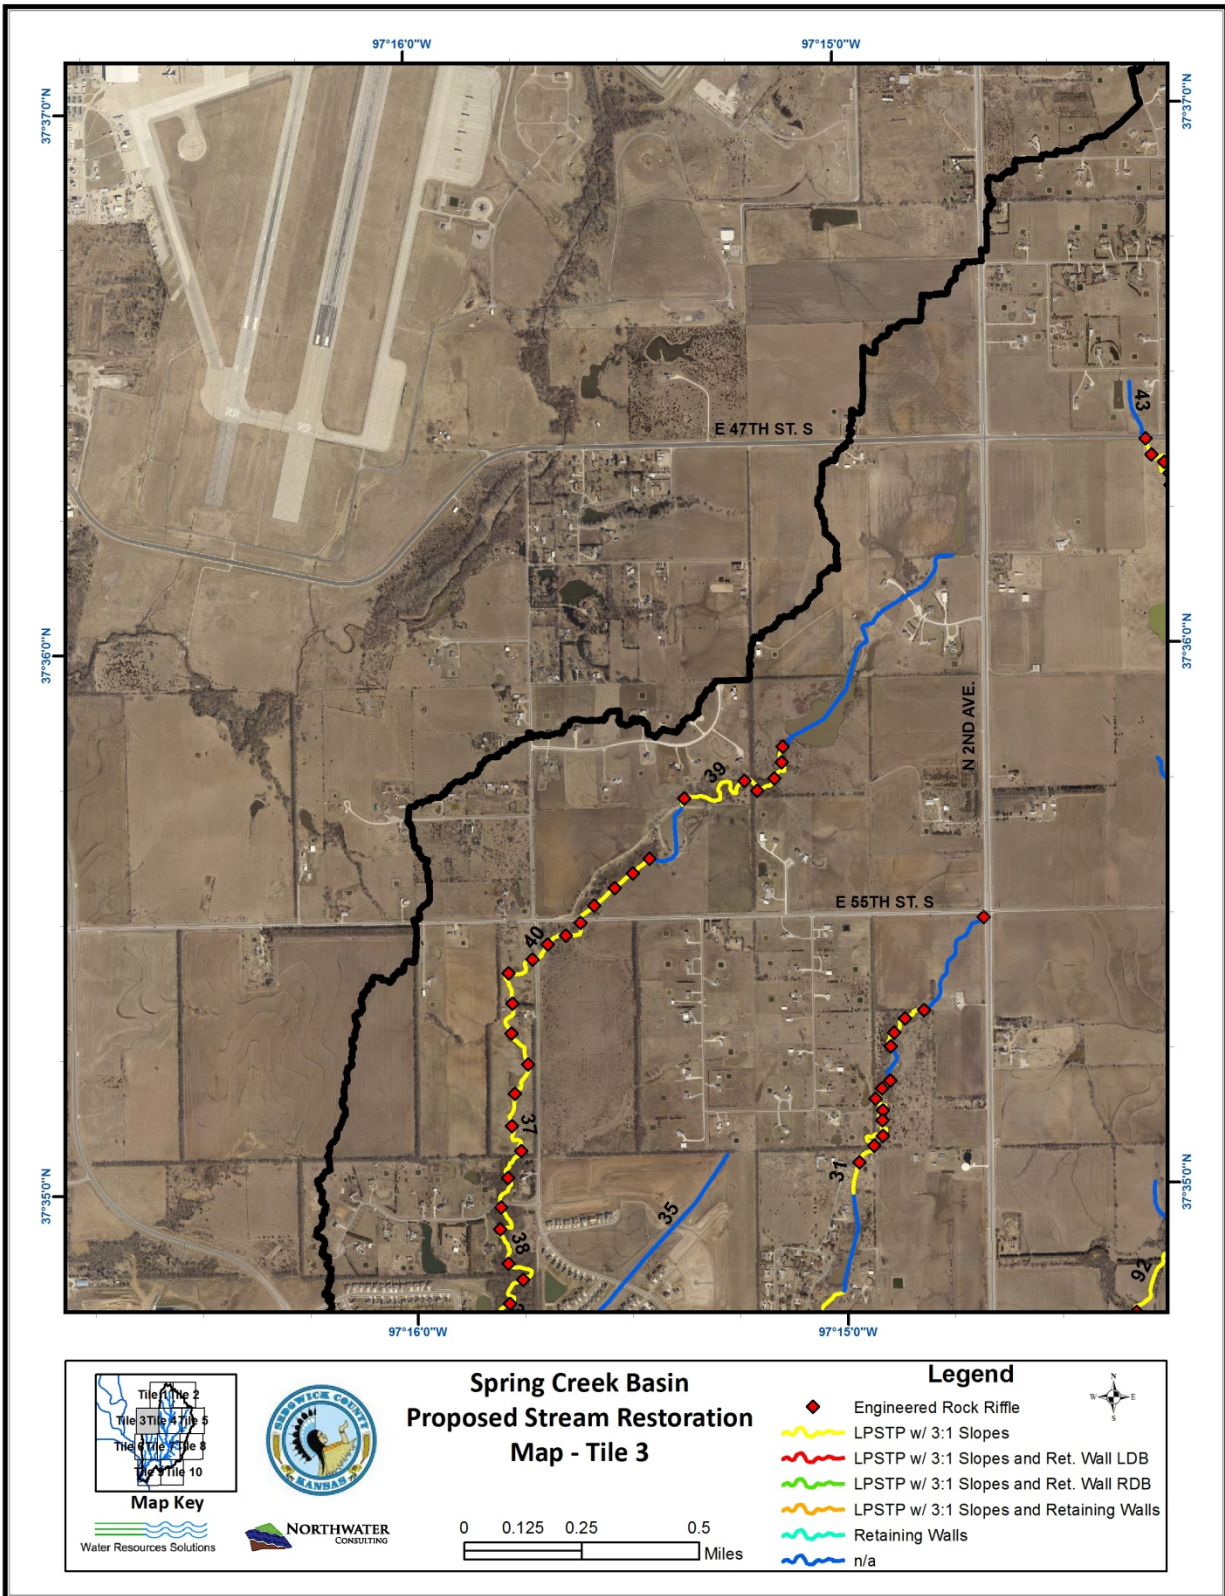 97°16'0"W
97°15'0"W
37°37'0"N
37°37'0"N
E 47TH ST. S
43
37°36'0"N
37°36'0"N
N 2ND AVE.
39
E 55TH ST. S
40
37
31
35
37°35'0"N
37°35'0"N
38
92
97°16'0"W
97°15'0"W
Tile 1
Tile 2
Tile 3
Tile 4
Tile 5
Tile 7
Tile 8
Tile 10
Map Key
Water Resources Solutions
NORTHWATER
CONSULTING
SEDGWICK COUNTY
KANSAS
Spring Creek Basin
Proposed Stream Restoration
Map - Tile 3
0 0.125 0.25 0.5
Miles
Legend
Engineered Rock Riffle
LPSTP w/ 3:1 Slopes
LPSTP w/ 3:1 Slopes and Ret. Wall LDB
LPSTP w/ 3:1 Slopes and Ret. Wall RDB
LPSTP w/ 3:1 Slopes and Retaining Walls
Retaining Walls
n/a
N
W E
S